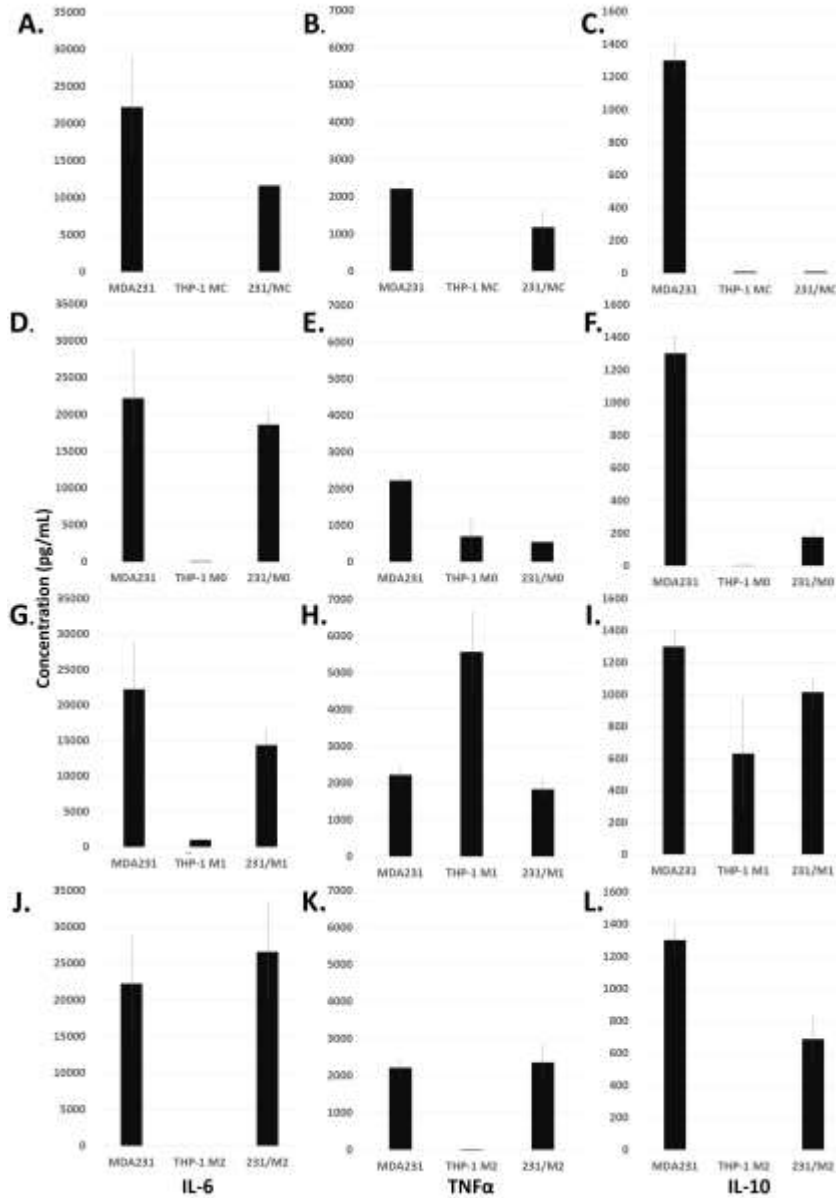 A. B. C.
35000 7000 1600
30000 6000 1400
25000 5000 1200
20000 4000 1000
15000 3000 800
10000 2000 600
5000 1000 400
0 0 200
0
MDA231 THP-1 MC 231/MC MDA231 THP-1 MC 231/MC MDA231 THP-1 MC 231/MC
D. E. F.
35000 7000 1600
30000 6000 1400
25000 5000 1200
20000 4000 1000
15000 3000 800
10000 2000 600
5000 1000 400
0 0 200
0
MDA231 THP-1 M0 231/M0 MDA231 THP-1 M0 231/M0 MDA231 THP-1 M0 231/M0
Concentration (pg/mL)
G. H. I.
35000 7000 1600
30000 6000 1400
25000 5000 1200
20000 4000 1000
15000 3000 800
10000 2000 600
5000 1000 400
0 0 200
0
MDA231 THP-1 M1 231/M1 MDA231 THP-1 M1 231/M1 MDA231 THP-1 M1 231/M1
J. K. L.
35000 7000 1600
30000 6000 1400
25000 5000 1200
20000 4000 1000
15000 3000 800
10000 2000 600
5000 1000 400
0 0 200
0
MDA231 THP-1 M2 231/M2 MDA231 THP-1 M2 231/M2 MDA231 THP-1 M2 231/M2
IL-6 TNFα IL-10